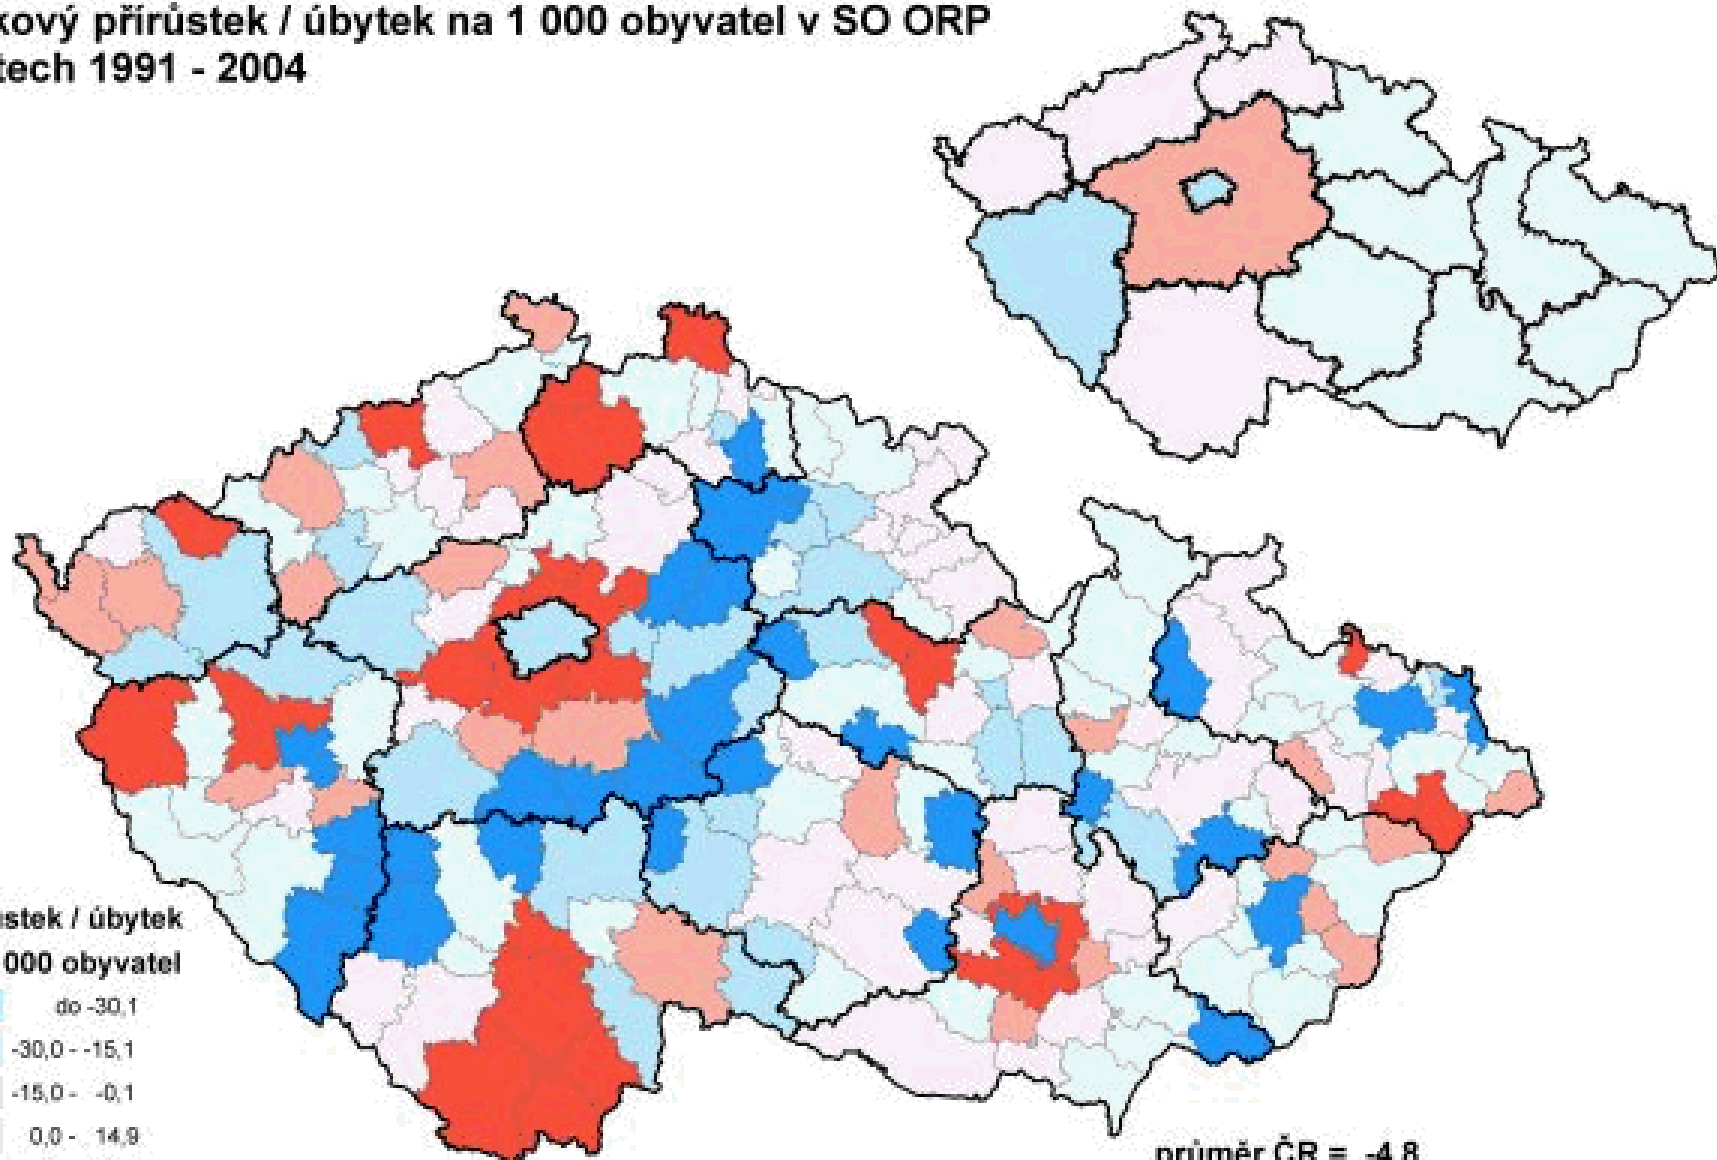 kový přírůstek / úbytek na 1 000 obyvatel v SO ORP
tech 1991 - 2004
ůstek / úbytek
000 obyvatel
do -30,1
-30,0 - -15,1
-15,0 - -0,1
0,0 - 14,9
průměr ČR = -4,8